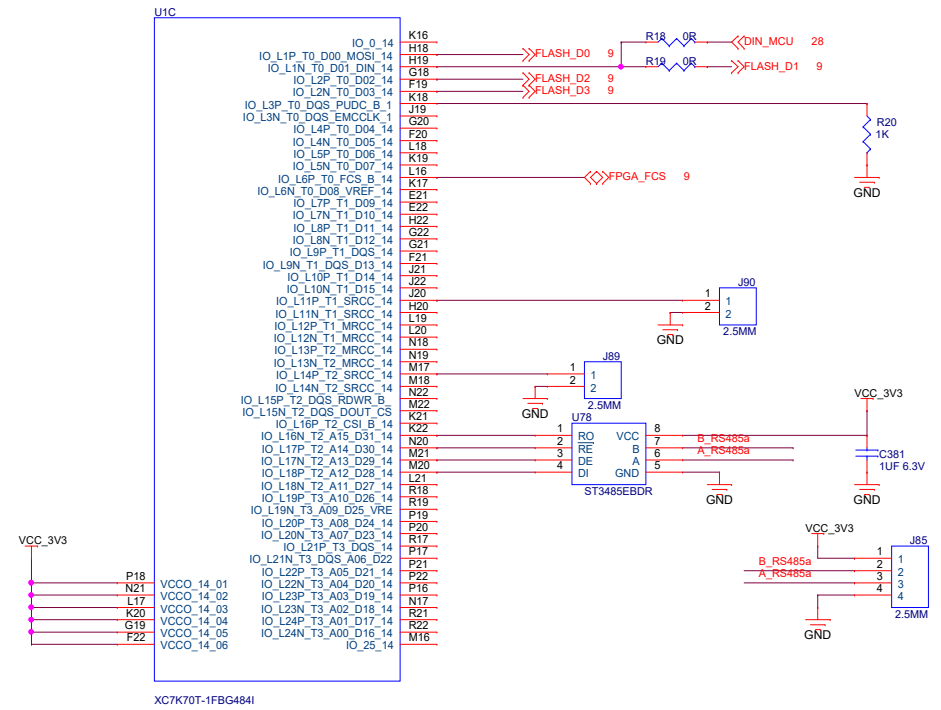 U1C
IO_0_14 K16
IO_L1P_T0_D00_MOSI_14 H18
IO_L1N_T0_D01_DIN_14 H19
IO_L2P_T0_D02_14 G18
IO_L2N_T0_D03_14 F19
IO_L3P_T0_DQS_PUDC_B_1 K18
IO_L3N_T0_DQS_EMCCLK_1 J19
IO_L4P_T0_D04_14 G20
IO_L4N_T0_D05_14 F20
IO_L5P_T0_D06_14 L18
IO_L5N_T0_D07_14 K19
IO_L6P_T0_FCS_B_14 L16
IO_L6N_T0_D08_VREF_14 K17
IO_L7P_T1_D09_14 E21
IO_L7N_T1_D10_14 E22
IO_L8P_T1_D11_14 H22
IO_L8N_T1_D12_14 G22
IO_L9P_T1_DQS_14 G21
IO_L9N_T1_DQS_D13_14 F21
IO_L10P_T1_D14_14 J21
IO_L10N_T1_D15_14 J22
IO_L11P_T1_SRCC_14 J20
IO_L11N_T1_SRCC_14 H20
IO_L12P_T1_MRCC_14 L19
IO_L12N_T1_MRCC_14 L20
IO_L13P_T2_MRCC_14 N18
IO_L13N_T2_MRCC_14 N19
IO_L14P_T2_SRCC_14 M17
IO_L14N_T2_SRCC_14 M18
IO_L15P_T2_DQS_RDWR_B_ N22
IO_L15N_T2_DQS_DOUT_CS M22
IO_L16P_T2_CSI_B_14 K21
IO_L16N_T2_A15_D31_14 K22
IO_L17P_T2_A14_D30_14 N20
IO_L17N_T2_A13_D29_14 M21
IO_L18P_T2_A12_D28_14 M20
IO_L18N_T2_A11_D27_14 L21
IO_L19P_T3_A10_D26_14 R18
IO_L19N_T3_A09_D25_VRE R19
IO_L20P_T3_A08_D24_14 P19
IO_L20N_T3_A07_D23_14 P20
IO_L21P_T3_DQS_14 R17
IO_L21N_T3_DQS_A06_D22 P17
IO_L22P_T3_A05_D21_14 P21
IO_L22N_T3_A04_D20_14 P22
IO_L23P_T3_A03_D19_14 P16
IO_L23N_T3_A02_D18_14 N17
IO_L24P_T3_A01_D17_14 R21
IO_L24N_T3_A00_D16_14 R22
IO_25_14 M16
VCC_3V3
P18 VCCO_14_01
N21 VCCO_14_02
L17 VCCO_14_03
K20 VCCO_14_04
G19 VCCO_14_05
F22 VCCO_14_06
XC7K70T-1FBG484I
R18 0R DIN_MCU 28
FLASH_D0 9
R19 0R FLASH_D1 9
FLASH_D2 9
FLASH_D3 9
R20
1K
GND
FPGA_FCS 9
J90
1 1
2 2
2.5MM
GND
J89
1 1
2 2
2.5MM
GND
U78
1 RO VCC 8
2 RE B 7 B_RS485a
3 DE A 6 A_RS485a
4 DI GND 5
ST3485EBDR
GND
VCC_3V3
C381
1UF 6.3V
GND
VCC_3V3
J85
1 1
B_RS485a 2 2
A_RS485a 3 3
4 4
2.5MM
GND